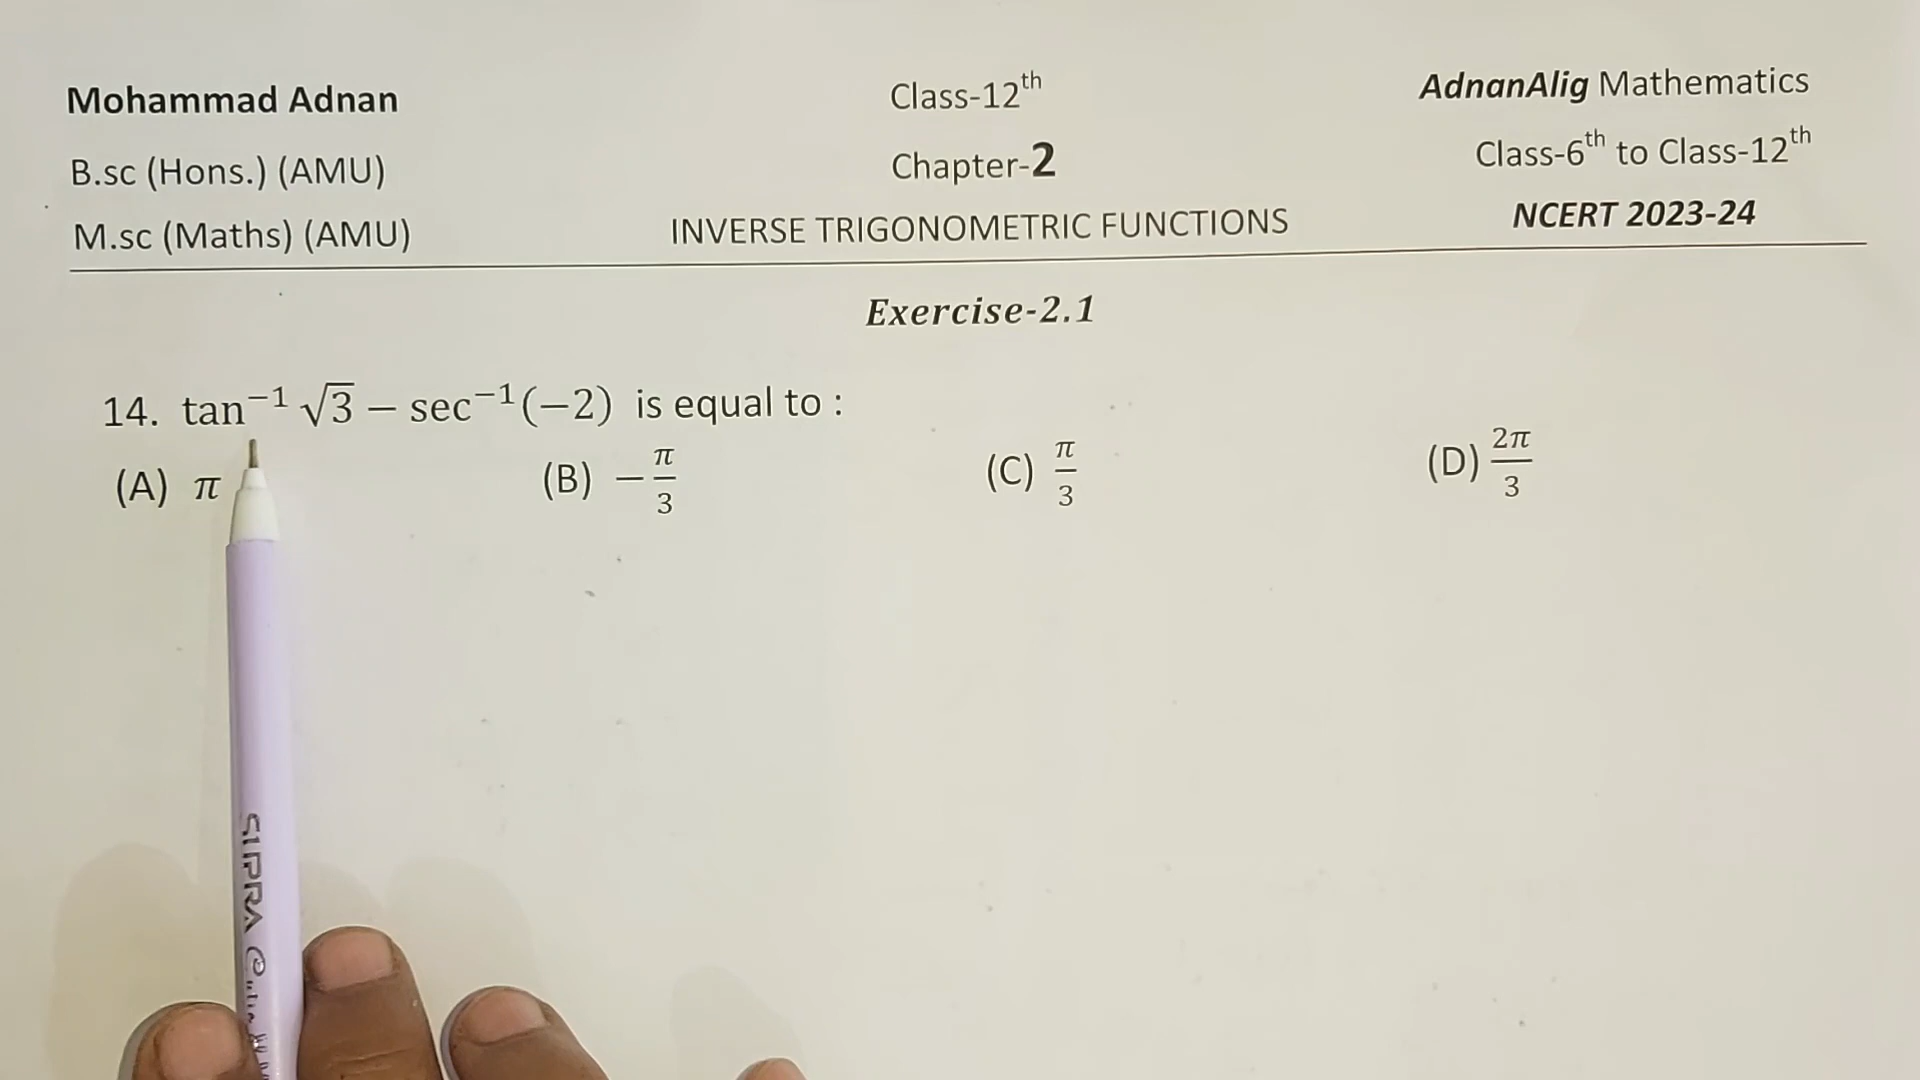 Mohammad Adnan
B.sc (Hons.) (AMU)
M.sc (Maths) (AMU)
Class-12th
Chapter-2
INVERSE TRIGONOMETRIC FUNCTIONS
AdnanAlig Mathematics
Class-6th to Class-12th
NCERT 2023-24
Exercise-2.1
14. tan⁻¹ √3 − sec⁻¹(−2) is equal to :
(A) π (B) −π/3 (C) π/3 (D) 2π/3
SIPRA